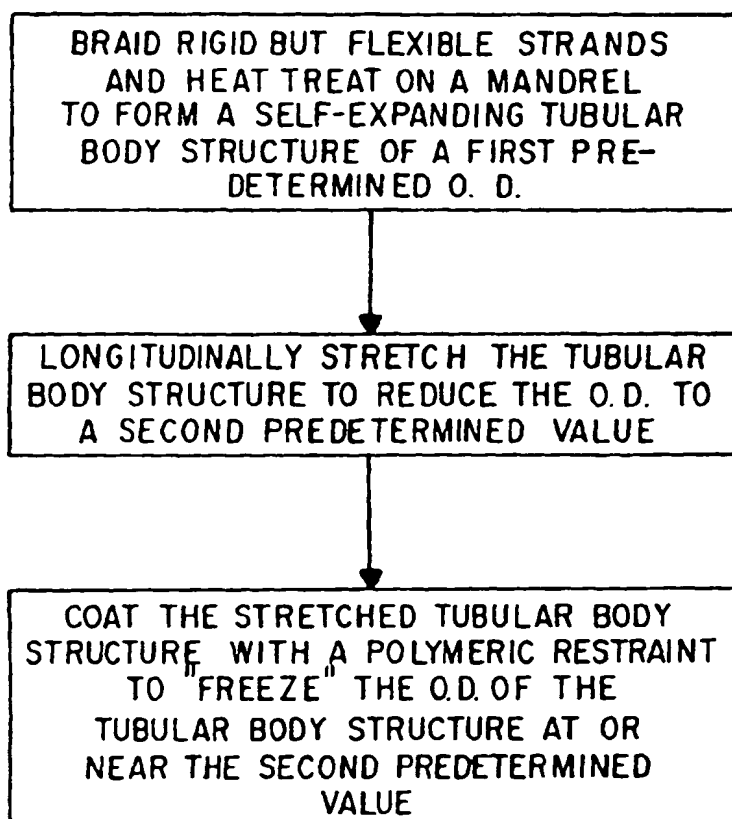 BRAID RIGID BUT FLEXIBLE STRANDS
AND HEAT TREAT ON A MANDREL
TO FORM A SELF-EXPANDING TUBULAR
BODY STRUCTURE OF A FIRST PRE-
DETERMINED O. D.
LONGITUDINALLY STRETCH THE TUBULAR
BODY STRUCTURE TO REDUCE THE O.D. TO
A SECOND PREDETERMINED VALUE
COAT THE STRETCHED TUBULAR BODY
STRUCTURE WITH A POLYMERIC RESTRAINT
TO "FREEZE" THE O.D. OF THE
TUBULAR BODY STRUCTURE AT OR
NEAR THE SECOND PREDETERMINED
VALUE